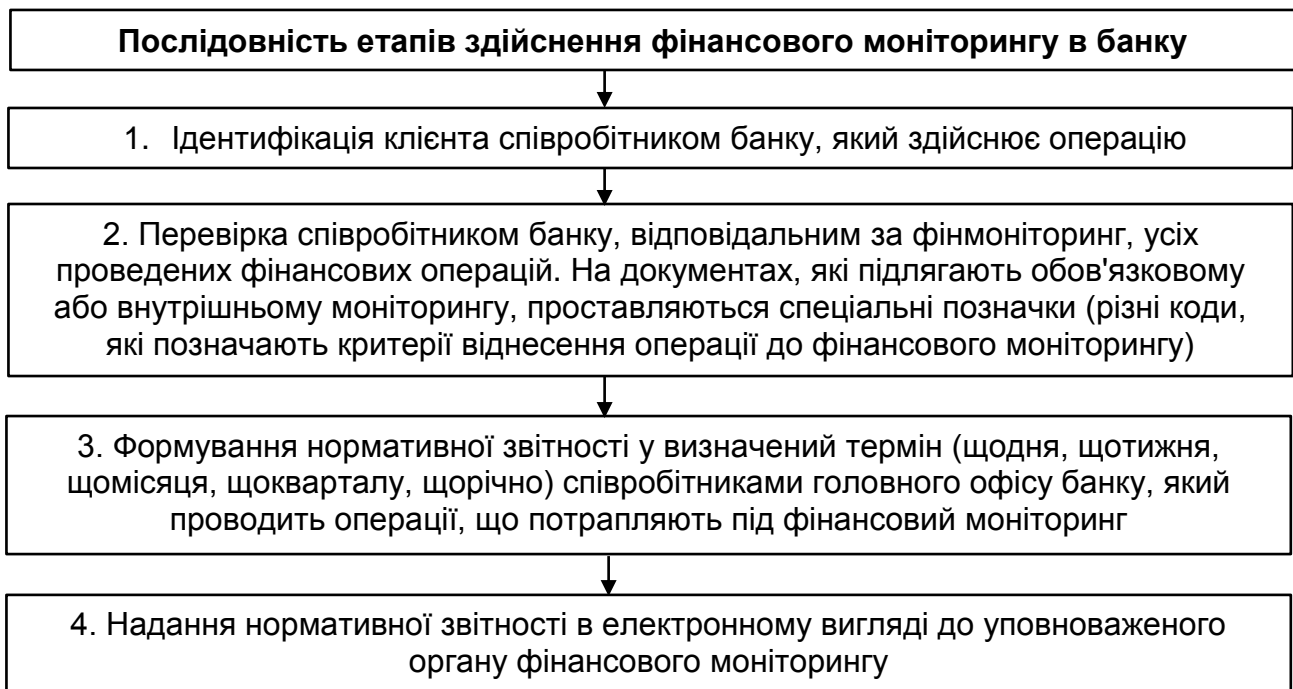 Послідовність етапів здійснення фінансового моніторингу в банку
1. Ідентифікація клієнта співробітником банку, який здійснює операцію
2. Перевірка співробітником банку, відповідальним за фінмоніторинг, усіх
проведених фінансових операцій. На документах, які підлягають обов'язковому
або внутрішньому моніторингу, проставляються спеціальні позначки (різні коди,
які позначають критерії віднесення операції до фінансового моніторингу)
3. Формування нормативної звітності у визначений термін (щодня, щотижня,
щомісяця, щокварталу, щорічно) співробітниками головного офісу банку, який
проводить операції, що потрапляють під фінансовий моніторинг
4. Надання нормативної звітності в електронному вигляді до уповноваженого
органу фінансового моніторингу